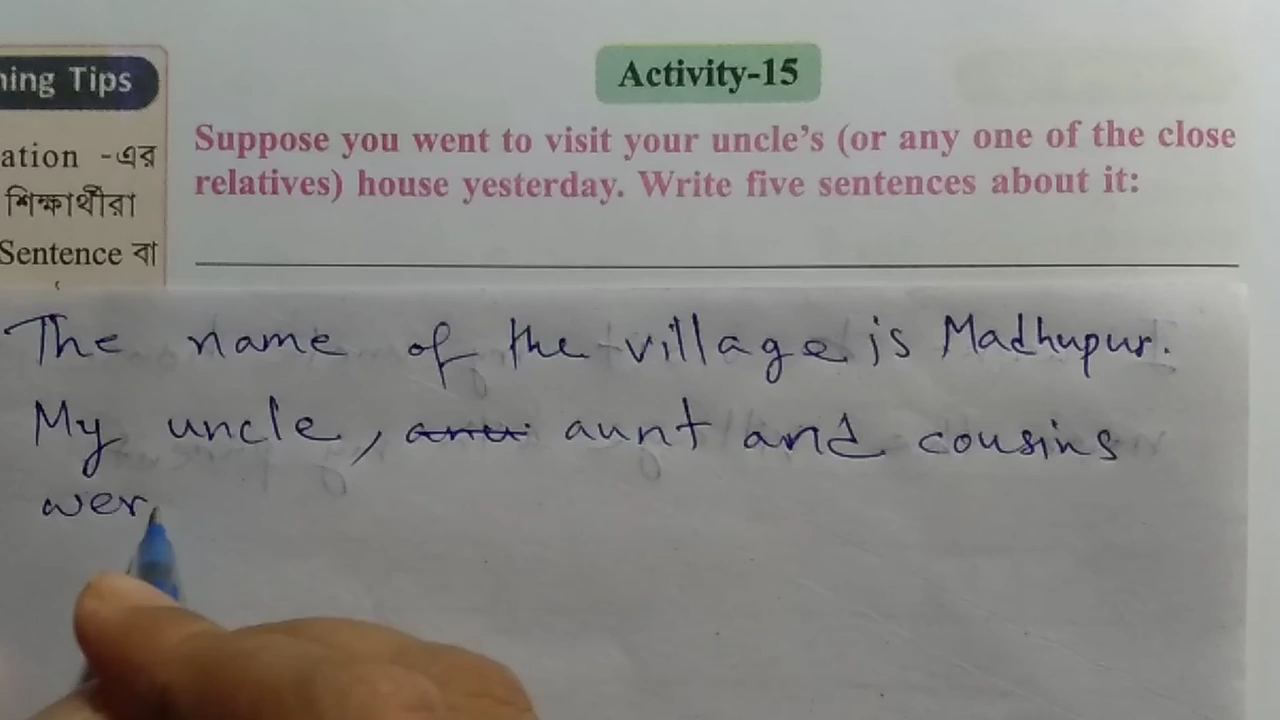 ning Tips
Activity-15
ation -এর
শিক্ষার্থীরা
Sentence বা
Suppose you went to visit your uncle's (or any one of the close
relatives) house yesterday. Write five sentences about it:
The name of the village is Madhupur.
My uncle, aunt and cousins
wer